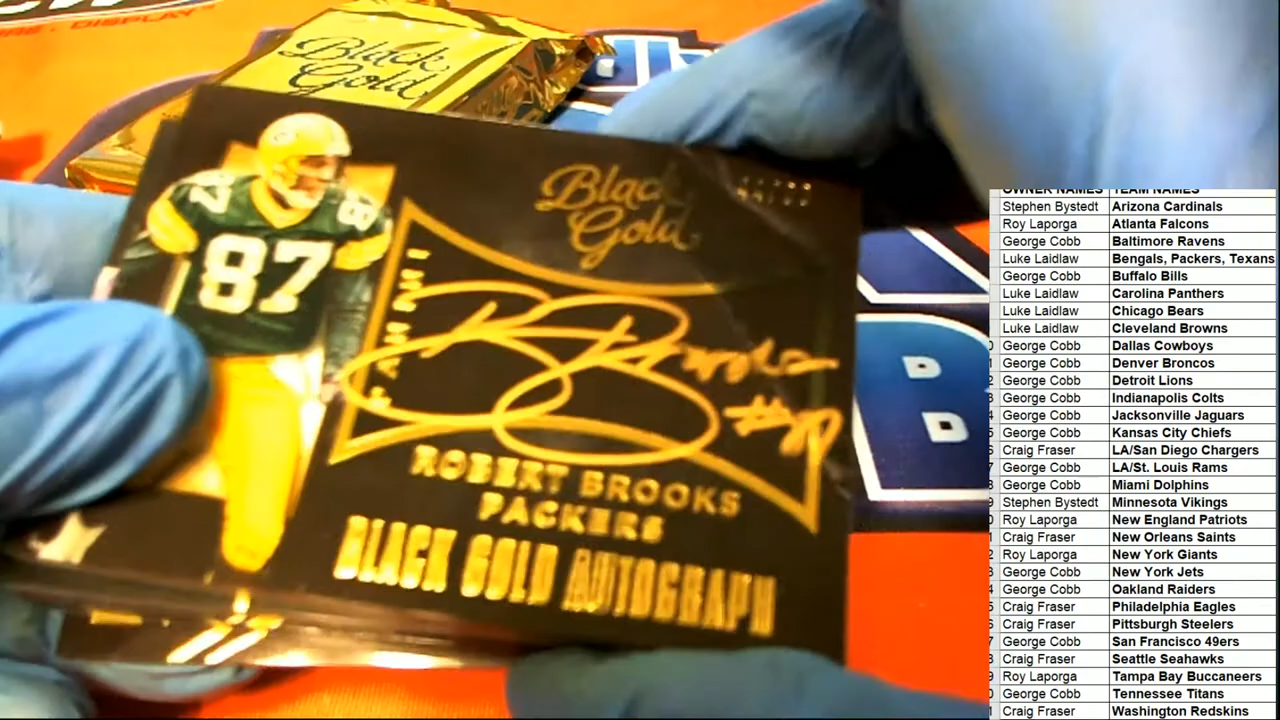 DISPLAY
Black
Gold
Black
Gold
87
87
ROBERT BROOKS
PACKERS
BLACK GOLD AUTOGRAPH
OWNER NAMES TEAM NAMES
Stephen Bystedt Arizona Cardinals
Roy Laporga Atlanta Falcons
George Cobb Baltimore Ravens
Luke Laidlaw Bengals, Packers, Texans
George Cobb Buffalo Bills
Luke Laidlaw Carolina Panthers
Luke Laidlaw Chicago Bears
Luke Laidlaw Cleveland Browns
George Cobb Dallas Cowboys
George Cobb Denver Broncos
George Cobb Detroit Lions
George Cobb Indianapolis Colts
George Cobb Jacksonville Jaguars
George Cobb Kansas City Chiefs
Craig Fraser LA/San Diego Chargers
George Cobb LA/St. Louis Rams
George Cobb Miami Dolphins
Stephen Bystedt Minnesota Vikings
Roy Laporga New England Patriots
Craig Fraser New Orleans Saints
Roy Laporga New York Giants
George Cobb New York Jets
George Cobb Oakland Raiders
Craig Fraser Philadelphia Eagles
Craig Fraser Pittsburgh Steelers
George Cobb San Francisco 49ers
Craig Fraser Seattle Seahawks
Roy Laporga Tampa Bay Buccaneers
George Cobb Tennessee Titans
Craig Fraser Washington Redskins